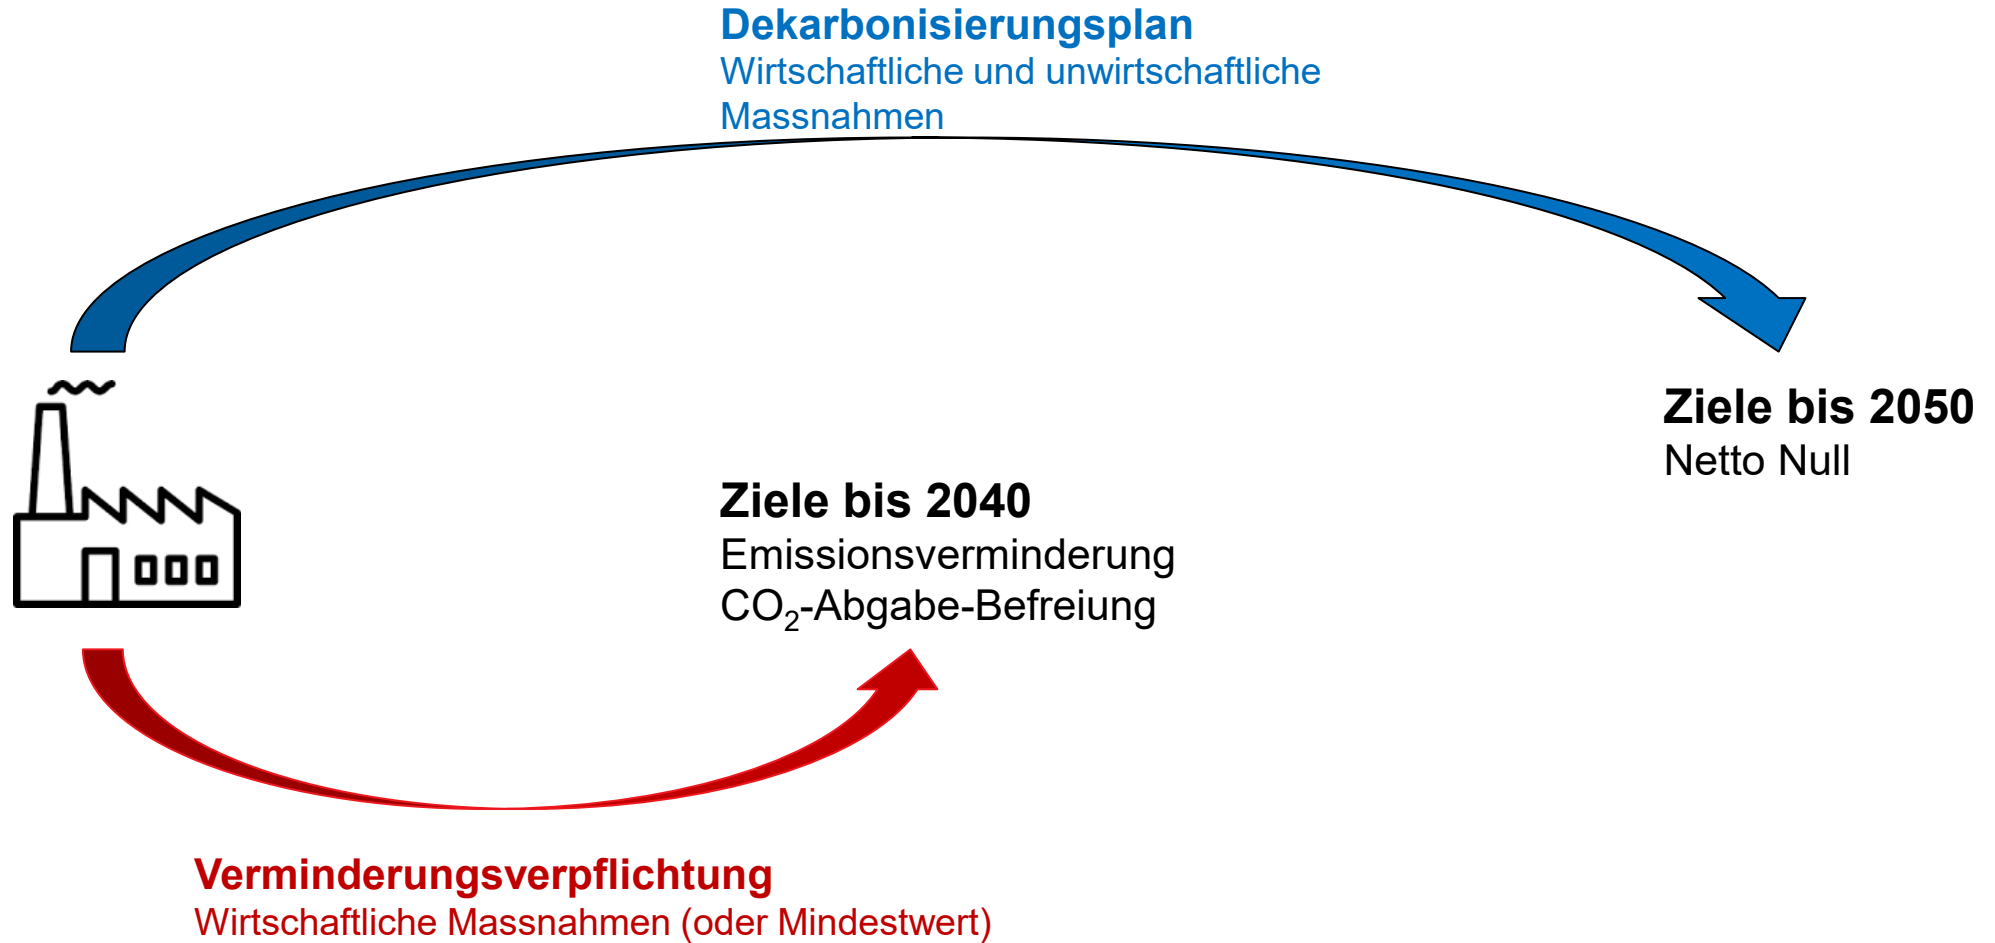 Dekarbonisierungsplan
Wirtschaftliche und unwirtschaftliche
Massnahmen
Ziele bis 2050
Netto Null
Ziele bis 2040
Emissionsverminderung
CO₂-Abgabe-Befreiung
Verminderungsverpflichtung
Wirtschaftliche Massnahmen (oder Mindestwert)